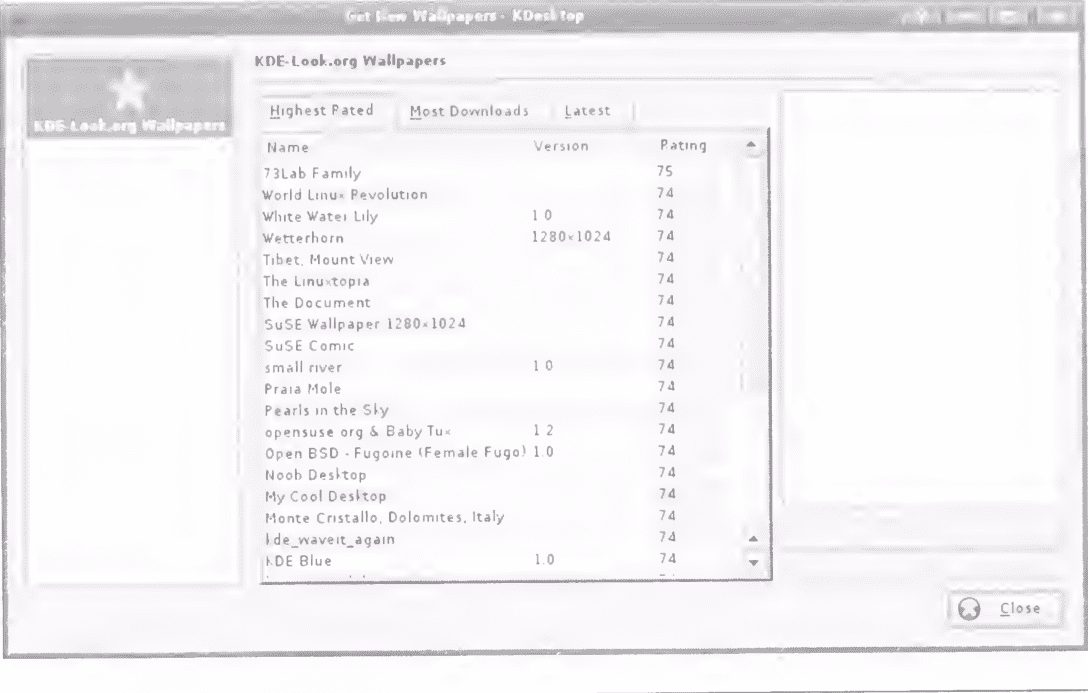 Get New Wallpapers - KDesktop
KDE-Look.org Wallpapers
KDE-Look.org Wallpapers
Highest Rated Most Downloads Latest
Name Version Rating
73Lab Family 75
World Linux Revolution 74
White Water Lily 1.0 74
Wetterhorn 1280x1024 74
Tibet, Mount View 74
The Linuxtopia 74
The Document 74
SuSE Wallpaper 1280x1024 74
SuSE Comic 74
small river 1.0 74
Praia Mole 74
Pearls in the Sky 74
opensuse.org & Baby Tux 1.2 74
Open BSD - Fugoine (Female Fugo) 1.0 74
Noob Desktop 74
My Cool Desktop 74
Monte Cristallo, Dolomites, Italy 74
kde_waveit_again 74
KDE Blue 1.0 74
Close